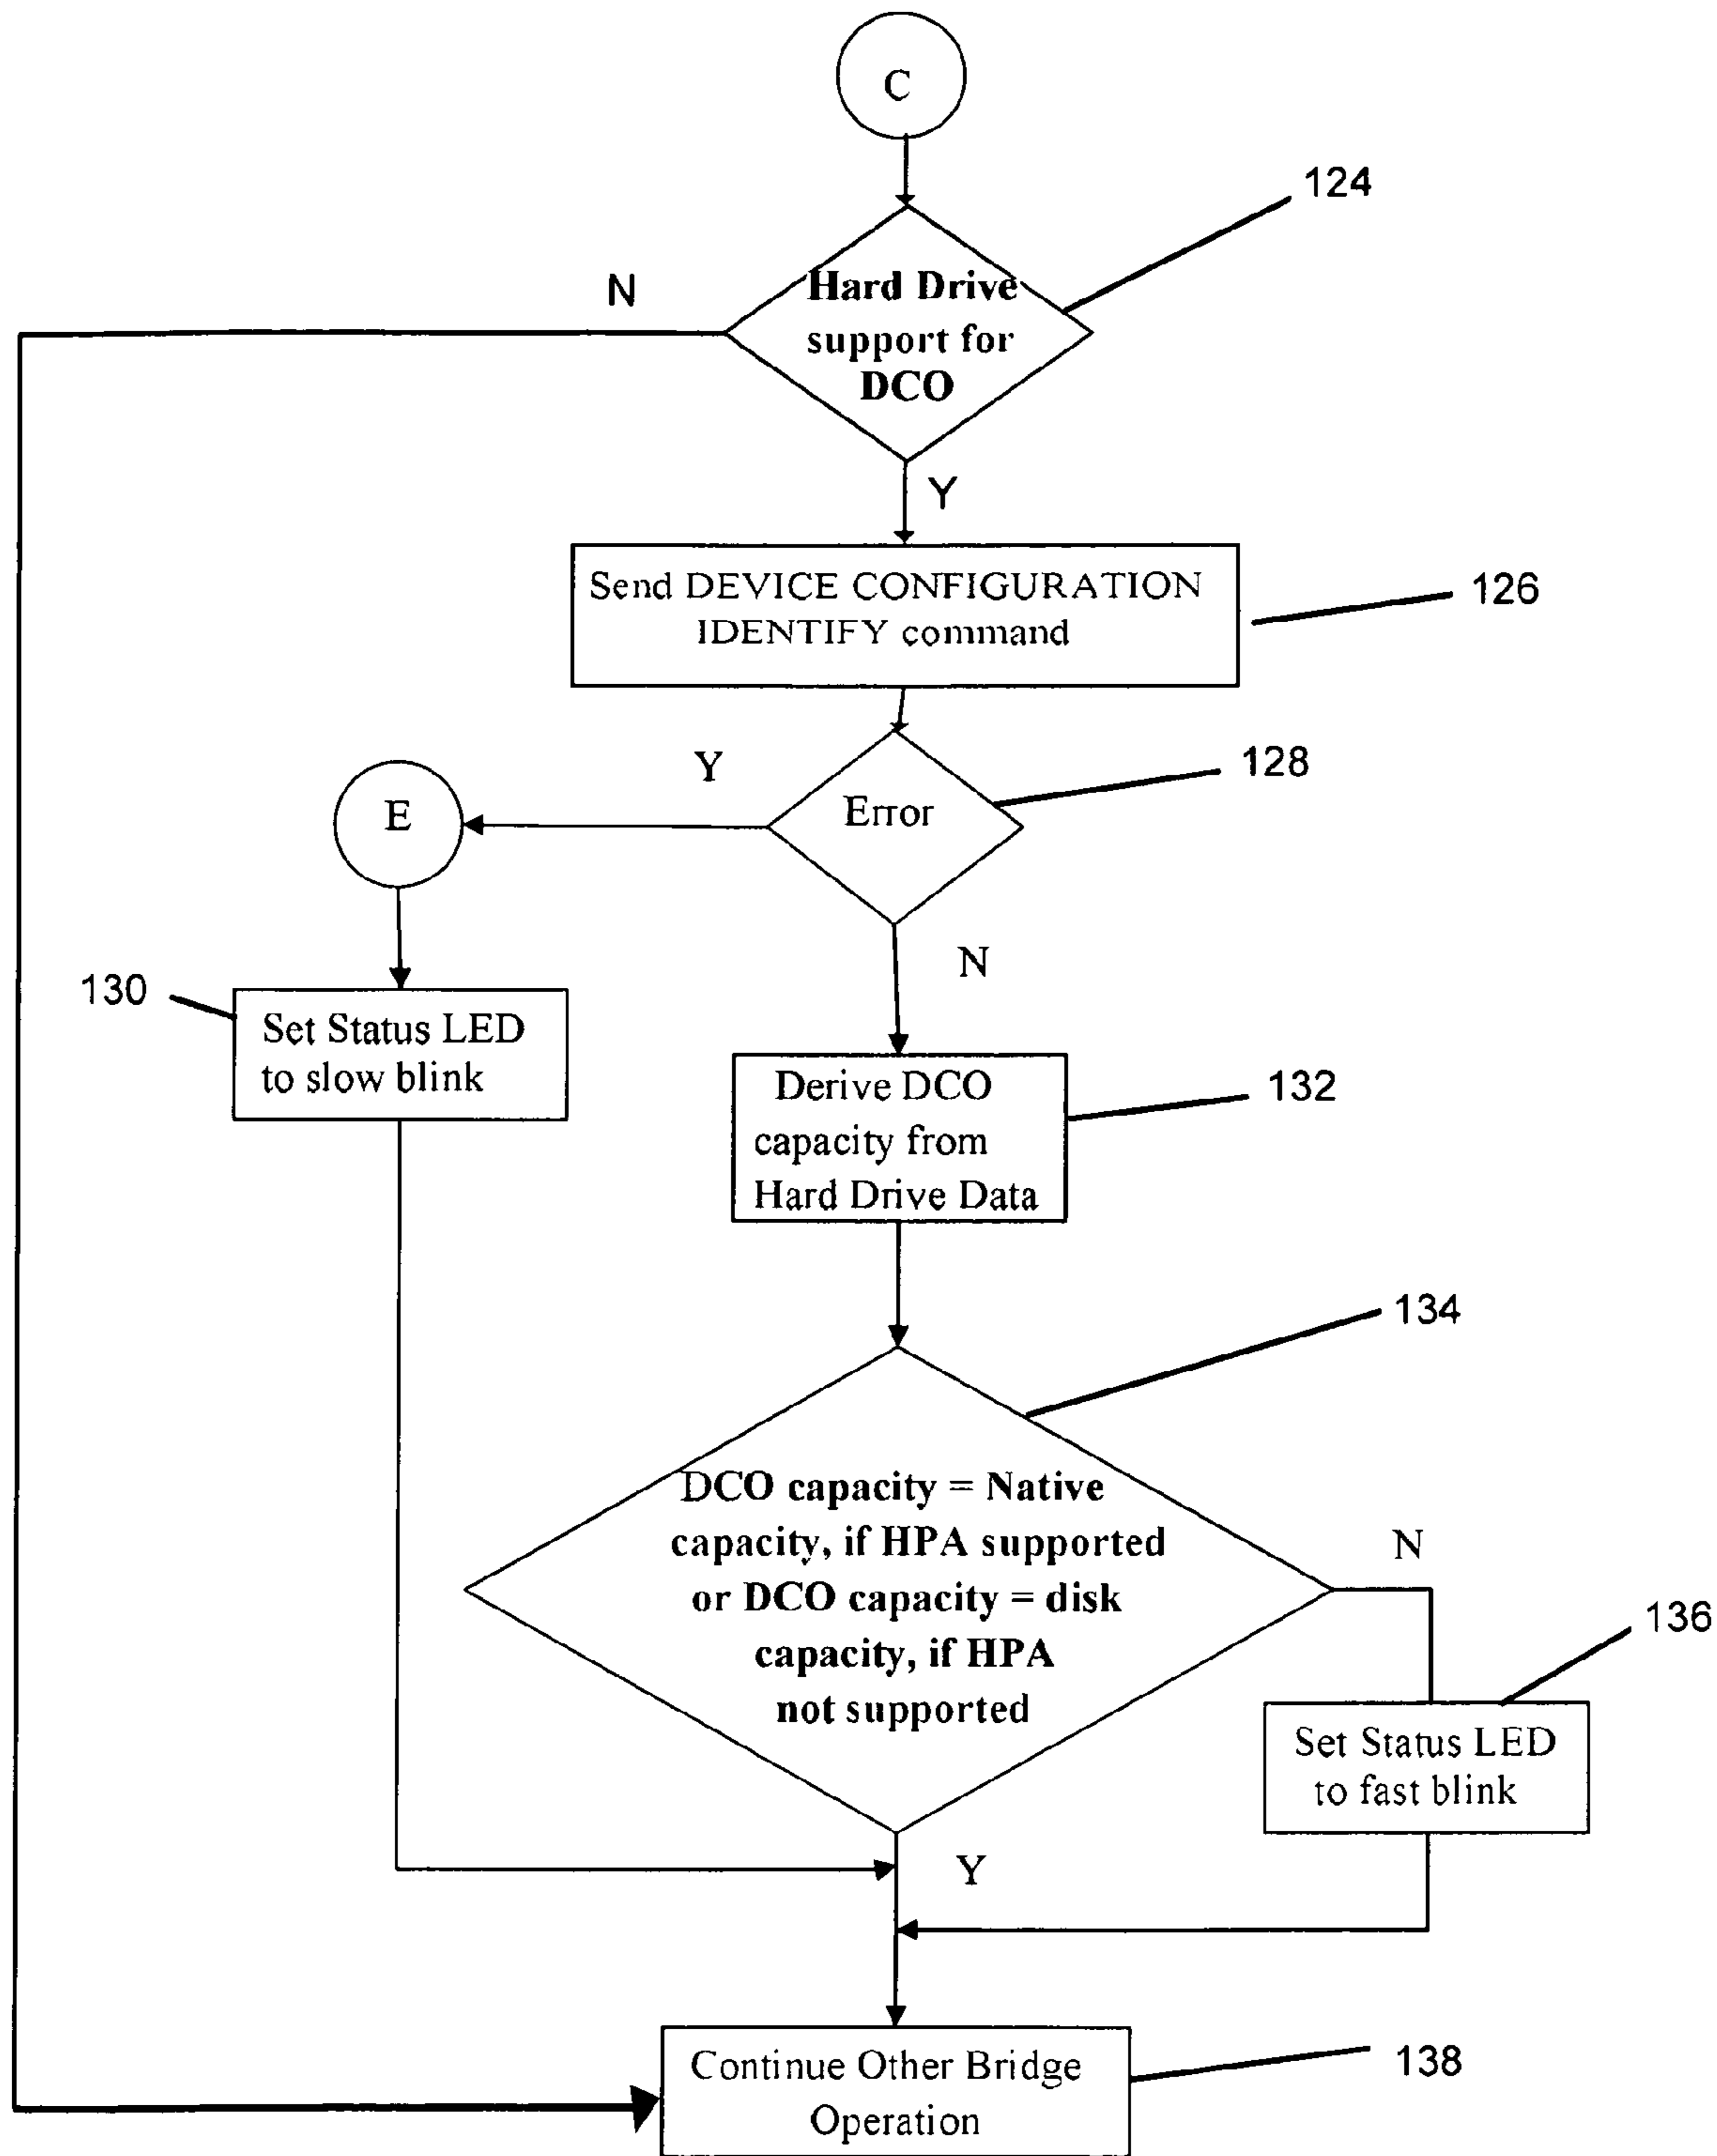 C
124
N
Hard Drive
support for
DCO
Y
Send DEVICE CONFIGURATION
IDENTIFY command
126
Y
128
Error
E
N
130
Set Status LED
to slow blink
Derive DCO
capacity from
Hard Drive Data
132
134
DCO capacity = Native
capacity, if HPA supported
or DCO capacity = disk
capacity, if HPA
not supported
N
136
Set Status LED
to fast blink
Y
Continue Other Bridge
Operation
138